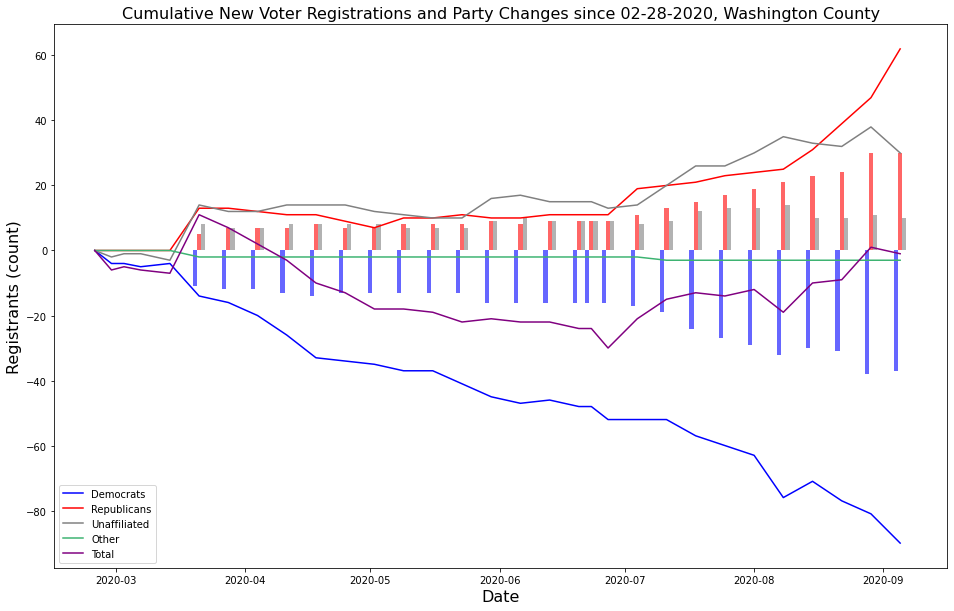 Cumulative New Voter Registrations and Party Changes since 02-28-2020, Washington County
Registrants (count)
60
40
20
0
−20
−40
−60
−80
Democrats
Republicans
Unaffiliated
Other
Total
2020-03
2020-04
2020-05
2020-06
2020-07
2020-08
2020-09
Date